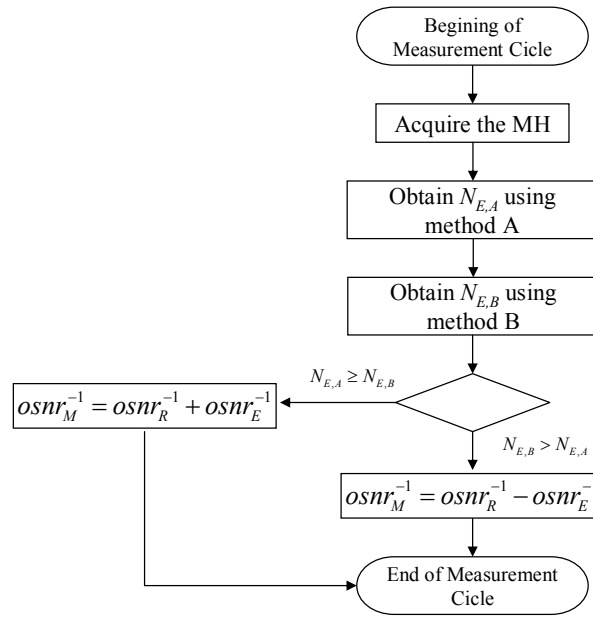 Begining of
Measurement Cicle
Acquire the MH
Obtain N_{E,A} using
method A
Obtain N_{E,B} using
method B
N_{E,A} ≥ N_{E,B}
osnr_M^{-1} = osnr_R^{-1} + osnr_E^{-1}
N_{E,B} > N_{E,A}
osnr_M^{-1} = osnr_R^{-1} − osnr_E^{-}
End of Measurement
Cicle